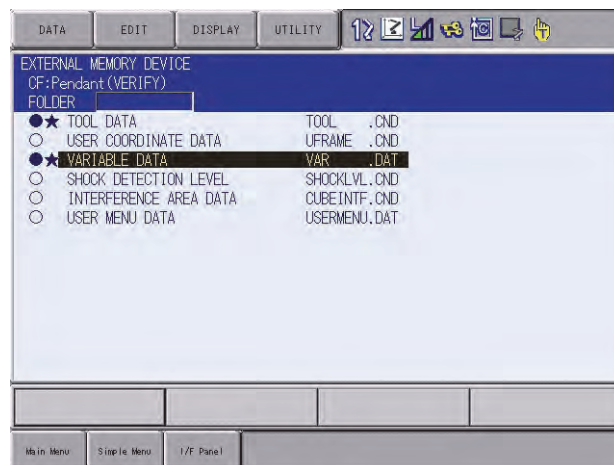 DATA EDIT DISPLAY UTILITY
EXTERNAL MEMORY DEVICE
CF:Pendant(VERIFY)
FOLDER
TOOL DATA TOOL .CND
USER COORDINATE DATA UFRAME .CND
VARIABLE DATA VAR .DAT
SHOCK DETECTION LEVEL SHOCKLVL.CND
INTERFERENCE AREA DATA CUBEINTF.CND
USER MENU DATA USERMENU.DAT
Main Menu Simple Menu I/F Panel